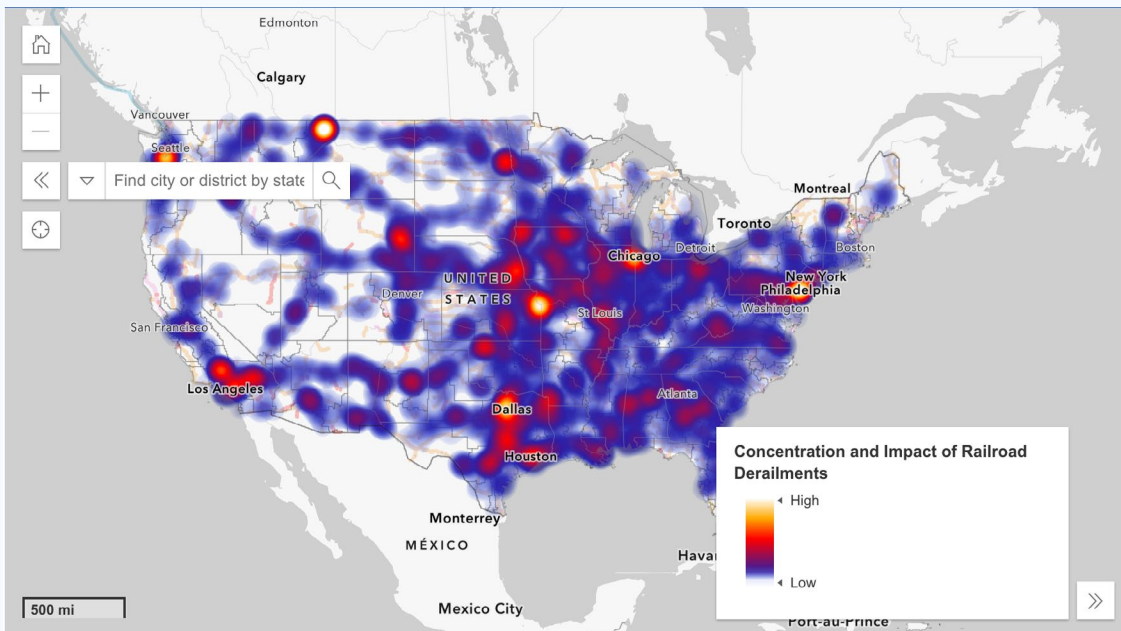 Edmonton
Calgary
Vancouver
Seattle
Find city or district by state
Montreal
Toronto
Boston
Detroit
Chicago
New York
Philadelphia
UNITED
STATES
Denver
St Louis
Washington
San Francisco
Los Angeles
Atlanta
Dallas
Houston
Concentration and Impact of Railroad
Derailments
High
Low
Monterrey
MÉXICO
Havan
Mexico City
Port-au-Prince
500 mi